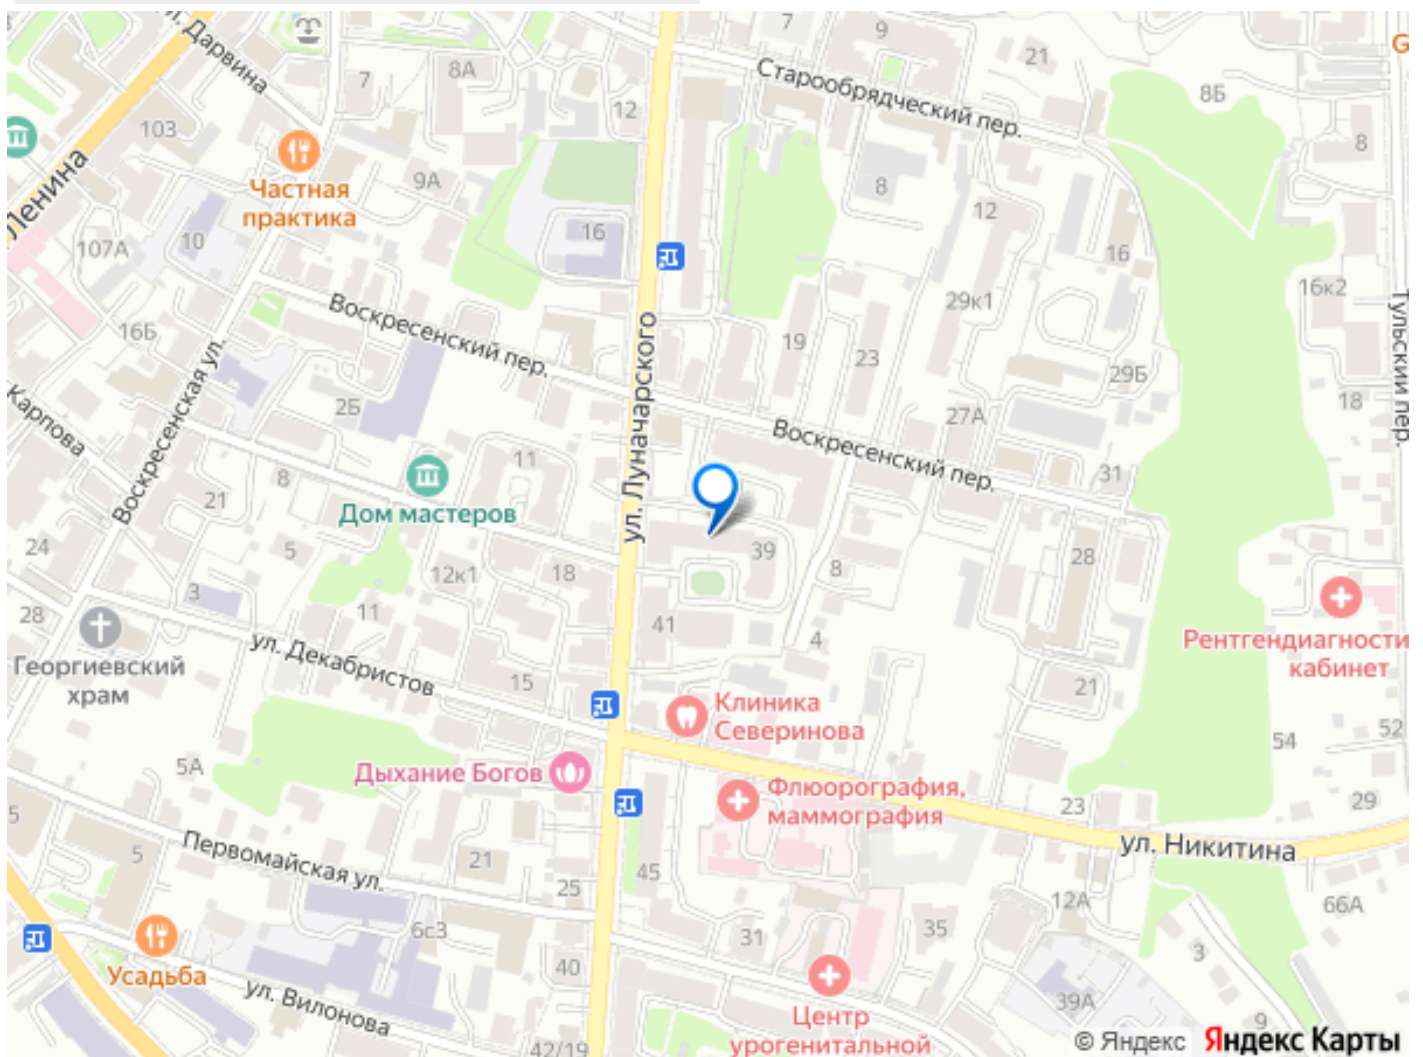 ул. Дарвина
7
8А
12
7
9
21
Старообрядческий пер.
8Б
G
8
103
Ленина
Частная
практика
9А
107А
10
16
8
12
16
16Б
Воскресенский пер.
29к1
16к2
Тульский пер.
19
23
29Б
18
2Б
ул. Луначарского
Карпова
Воскресенская ул.
27А
Воскресенский пер.
31
8
11
21
Дом мастеров
24
5
39
28
12к1
18
8
3
28
11
41
4
Георгиевский
храм
ул. Декабристов
15
21
Рентгендиагности
кабинет
Клиника
Северинова
52
54
5А
Дыхание Богов
Флюорография,
маммография
23
29
5
5
Первомайская ул.
21
ул. Никитина
25
45
12А
66А
6с3
31
35
Усадьба
3
40
ул. Вилонова
39А
9
Центр
урогенитальной
42/19
© Яндекс Яндекс Карты